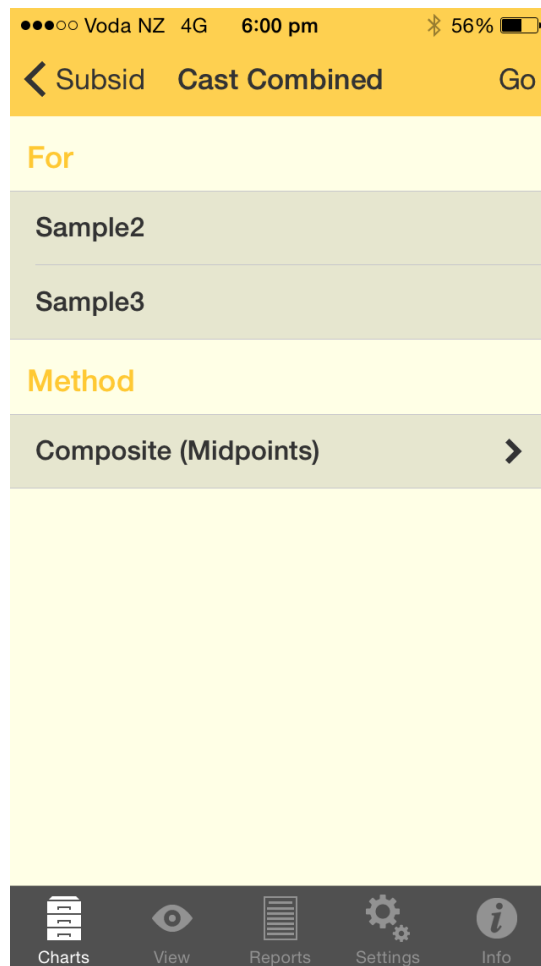 Voda NZ 4G 6:00 pm 56%
Subsid Cast Combined Go
For
Sample2
Sample3
Method
Composite (Midpoints)
Charts View Reports Settings Info